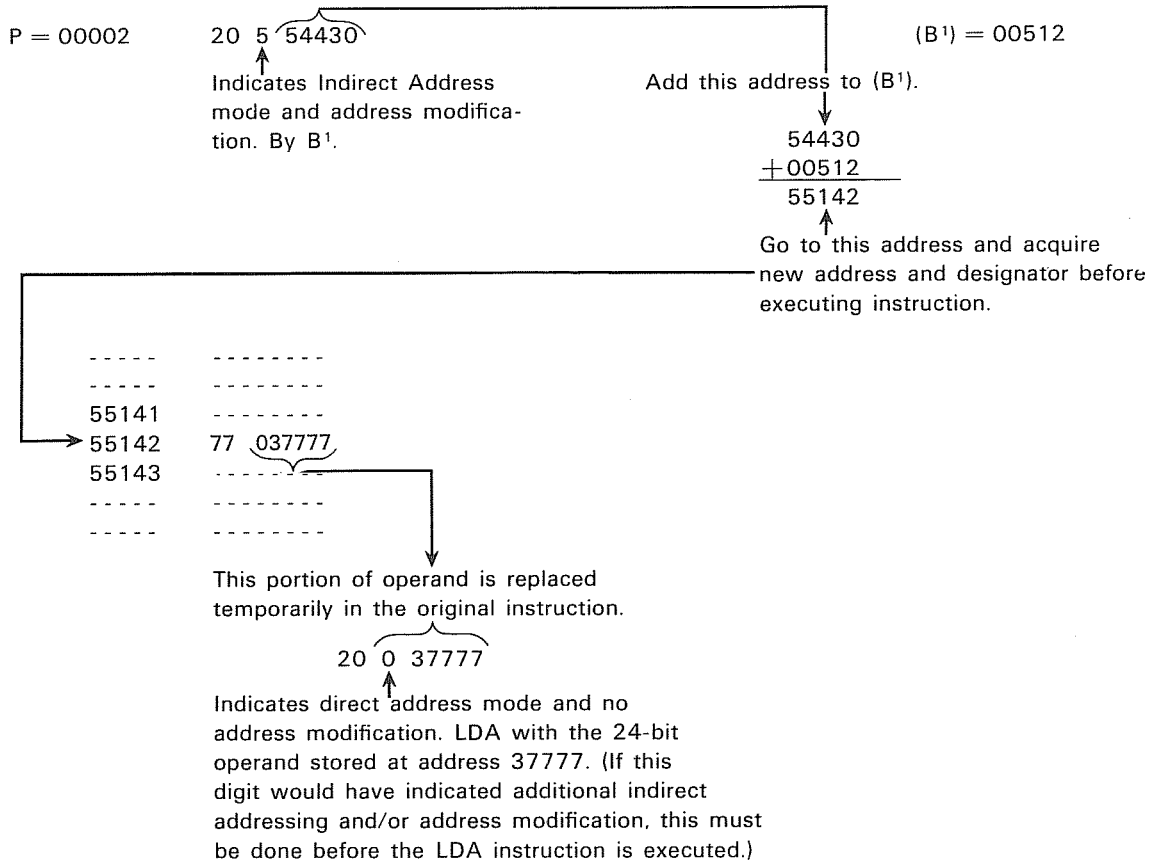 P = 00002 20 5 54430 (B¹) = 00512
Indicates Indirect Address
mode and address modifica-
tion. By B¹.
Add this address to (B¹).
54430
+00512
55142
Go to this address and acquire
new address and designator before
executing instruction.
- - - - - - - - - - - - -
- - - - - - - - - - - - -
55141 - - - - - - - -
55142 77 037777
55143 - - - - - - - -
- - - - - - - - - - - - -
- - - - - - - - - - - - -
This portion of operand is replaced
temporarily in the original instruction.
20 0 37777
Indicates direct address mode and no
address modification. LDA with the 24-bit
operand stored at address 37777. (If this
digit would have indicated additional indirect
addressing and/or address modification, this must
be done before the LDA instruction is executed.)